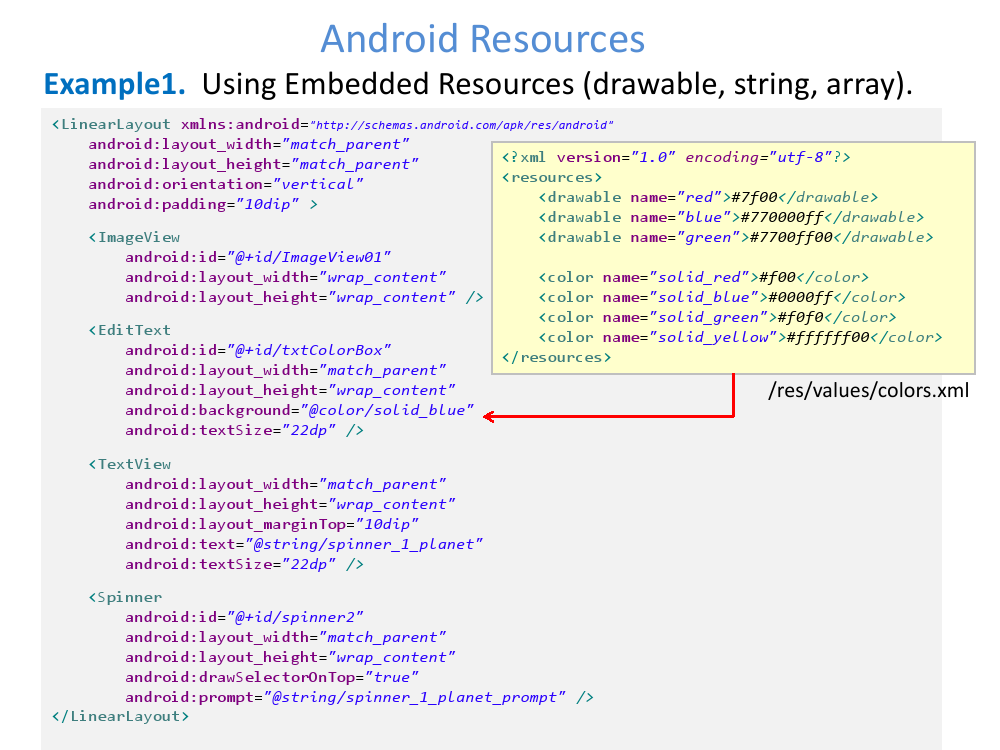 Android Resources
Example1. Using Embedded Resources (drawable, string, array).
<LinearLayout xmlns:android="http://schemas.android.com/apk/res/android"
android:layout_width="match_parent"
android:layout_height="match_parent"
android:orientation="vertical"
android:padding="10dip" >
<ImageView
android:id="@+id/ImageView01"
android:layout_width="wrap_content"
android:layout_height="wrap_content" />
<EditText
android:id="@+id/txtColorBox"
android:layout_width="match_parent"
android:layout_height="wrap_content"
android:background="@color/solid_blue"
android:textSize="22dp" />
<TextView
android:layout_width="match_parent"
android:layout_height="wrap_content"
android:layout_marginTop="10dip"
android:text="@string/spinner_1_planet"
android:textSize="22dp" />
<Spinner
android:id="@+id/spinner2"
android:layout_width="match_parent"
android:layout_height="wrap_content"
android:drawSelectorOnTop="true"
android:prompt="@string/spinner_1_planet_prompt" />
</LinearLayout>
<?xml version="1.0" encoding="utf-8"?>
<resources>
<drawable name="red">#7f00</drawable>
<drawable name="blue">#770000ff</drawable>
<drawable name="green">#7700ff00</drawable>
<color name="solid_red">#f00</color>
<color name="solid_blue">#0000ff</color>
<color name="solid_green">#f0f0</color>
<color name="solid_yellow">#ffffff00</color>
</resources>
/res/values/colors.xml